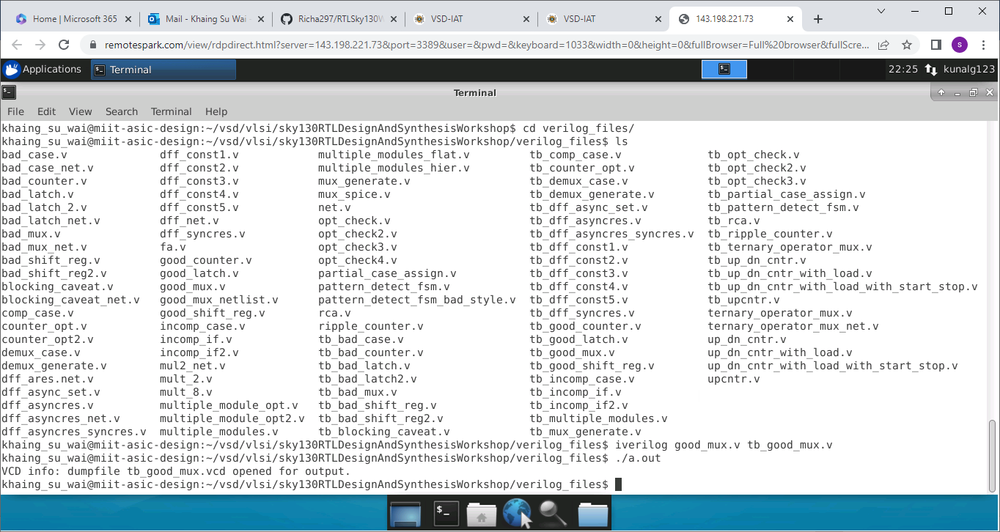 Home | Microsoft 365
Mail - Khaing Su Wai -
Richa297/RTLSky130W
VSD-IAT
VSD-IAT
143.198.221.73
remotespark.com/view/rdpdirect.html?server=143.198.221.73&port=3389&user=&pwd=&keyboard=1033&width=0&height=0&fullBrowser=Full%20browser&fullScre...
S
Applications
Terminal
22:25
kunalg123
Terminal
File Edit View Search Terminal Help
khaing_su_wai@miit-asic-design:~/vsd/vlsi/sky130RTLDesignAndSynthesisWorkshop$ cd verilog_files/
khaing_su_wai@miit-asic-design:~/vsd/vlsi/sky130RTLDesignAndSynthesisWorkshop/verilog_files$ ls
bad_case.v dff_const1.v multiple_modules_flat.v tb_comp_case.v tb_opt_check.v
bad_case_net.v dff_const2.v multiple_modules_hier.v tb_counter_opt.v tb_opt_check2.v
bad_counter.v dff_const3.v mux_generate.v tb_demux_case.v tb_opt_check3.v
bad_latch.v dff_const4.v mux_spice.v tb_demux_generate.v tb_partial_case_assign.v
bad_latch_2.v dff_const5.v net.v tb_dff_async_set.v tb_pattern_detect_fsm.v
bad_latch_net.v dff_net.v opt_check.v tb_dff_asyncres.v tb_rca.v
bad_mux.v dff_syncres.v opt_check2.v tb_dff_asyncres_syncres.v tb_ripple_counter.v
bad_mux_net.v fa.v opt_check3.v tb_dff_const1.v tb_ternary_operator_mux.v
bad_shift_reg.v good_counter.v opt_check4.v tb_dff_const2.v tb_up_dn_cntr.v
bad_shift_reg2.v good_latch.v partial_case_assign.v tb_dff_const3.v tb_up_dn_cntr_with_load.v
blocking_caveat.v good_mux.v pattern_detect_fsm.v tb_dff_const4.v tb_up_dn_cntr_with_load_with_start_stop.v
blocking_caveat_net.v good_mux_netlist.v pattern_detect_fsm_bad_style.v tb_dff_const5.v tb_upcntr.v
comp_case.v good_shift_reg.v rca.v tb_dff_syncres.v ternary_operator_mux.v
counter_opt.v incomp_case.v ripple_counter.v tb_good_counter.v ternary_operator_mux_net.v
counter_opt2.v incomp_if.v tb_bad_case.v tb_good_latch.v up_dn_cntr.v
demux_case.v incomp_if2.v tb_bad_counter.v tb_good_mux.v up_dn_cntr_with_load.v
demux_generate.v mul2_net.v tb_bad_latch.v tb_good_shift_reg.v up_dn_cntr_with_load_with_start_stop.v
dff_ares.net.v mult_2.v tb_bad_latch2.v tb_incomp_case.v upcntr.v
dff_async_set.v mult_8.v tb_bad_mux.v tb_incomp_if.v
dff_asyncres.v multiple_module_opt.v tb_bad_shift_reg.v tb_incomp_if2.v
dff_asyncres_net.v multiple_module_opt2.v tb_bad_shift_reg2.v tb_multiple_modules.v
dff_asyncres_syncres.v multiple_modules.v tb_blocking_caveat.v tb_mux_generate.v
khaing_su_wai@miit-asic-design:~/vsd/vlsi/sky130RTLDesignAndSynthesisWorkshop/verilog_files$ iverilog good_mux.v tb_good_mux.v
khaing_su_wai@miit-asic-design:~/vsd/vlsi/sky130RTLDesignAndSynthesisWorkshop/verilog_files$ ./a.out
VCD info: dumpfile tb_good_mux.vcd opened for output.
khaing_su_wai@miit-asic-design:~/vsd/vlsi/sky130RTLDesignAndSynthesisWorkshop/verilog_files$